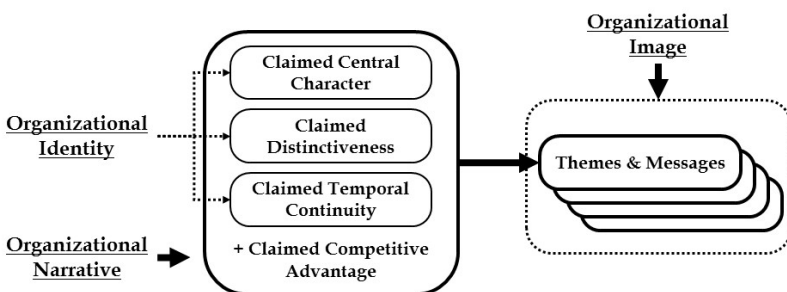 Organizational
Identity
Organizational
Narrative
Claimed Central
Character
Claimed
Distinctiveness
Claimed Temporal
Continuity
+ Claimed Competitive
Advantage
Organizational
Image
Themes & Messages